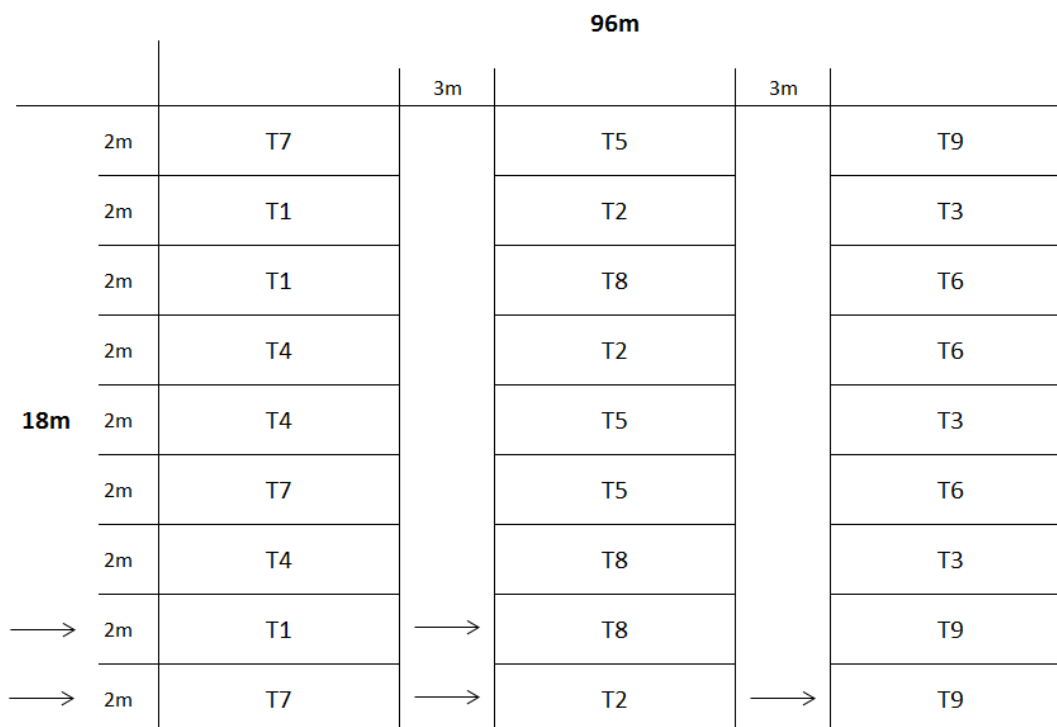 96m
3m 3m
2m T7 T5 T9
2m T1 T2 T3
2m T1 T8 T6
2m T4 T2 T6
18m 2m T4 T5 T3
2m T7 T5 T6
2m T4 T8 T3
2m T1 T8 T9
2m T7 T2 T9